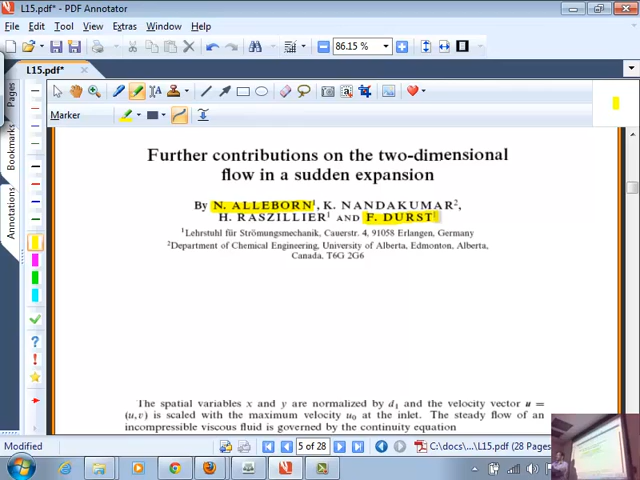 L15.pdf* - PDF Annotator
File Edit Tool View Extras Window Help
86.15 %
L15.pdf*
Marker
Pages
Bookmarks
Annotations
Further contributions on the two-dimensional
flow in a sudden expansion
By N. ALLEBORN¹, K. NANDAKUMAR²,
H. RASZILLIER¹ AND F. DURST¹
¹Lehrstuhl für Strömungsmechanik, Cauerstr. 4, 91058 Erlangen, Germany
²Department of Chemical Engineering, University of Alberta, Edmonton, Alberta,
Canada, T6G 2G6
The spatial variables x and y are normalized by d₁ and the velocity vector u =
(u, v) is scaled with the maximum velocity u₀ at the inlet. The steady flow of an
incompressible viscous fluid is governed by the continuity equation
Modified
5 of 28
C:\docs\...\L15.pdf (28 Pages)